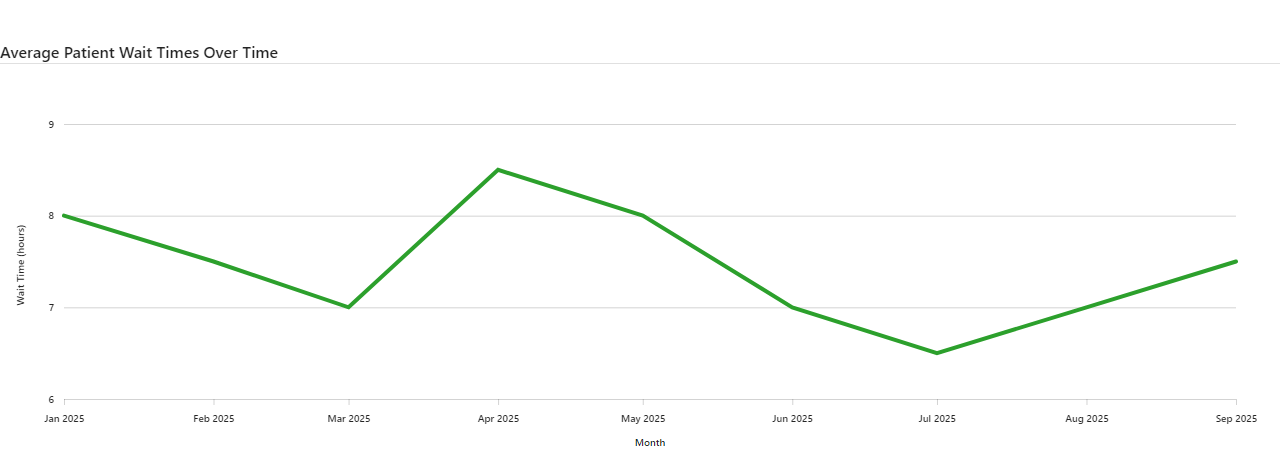 Average Patient Wait Times Over Time
9
8
7
6
Wait Time (hours)
Jan 2025 Feb 2025 Mar 2025 Apr 2025 May 2025 Jun 2025 Jul 2025 Aug 2025 Sep 2025
Month